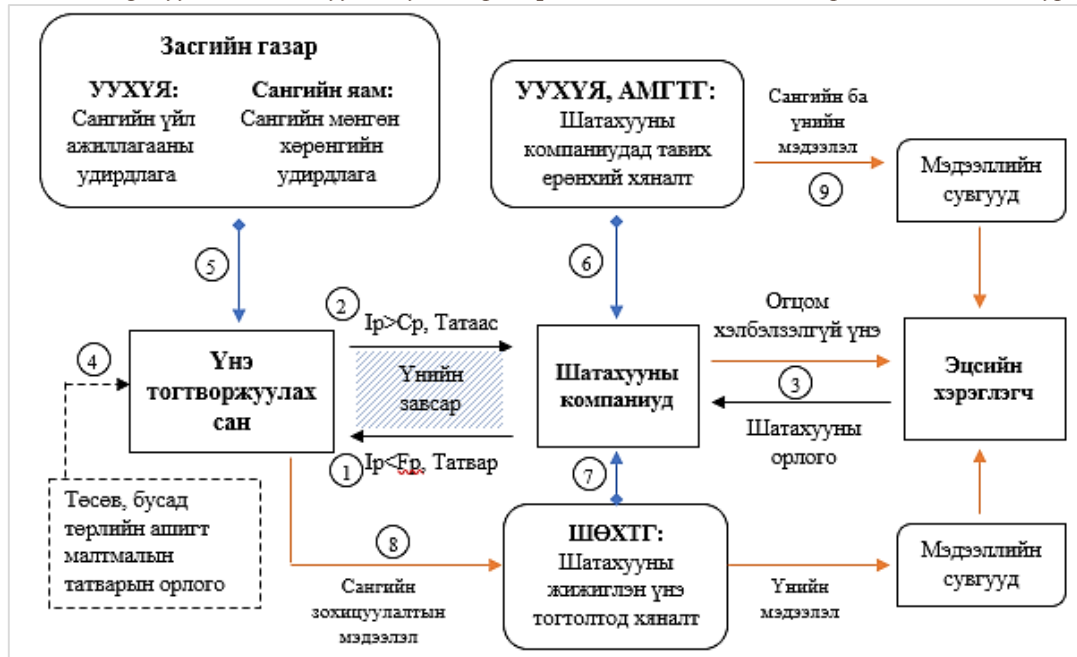 Засгийн газар
УУХҮЯ:
Сангийн үйл
ажиллагааны
удирдлага
Сангийн яам:
Сангийн мөнгөн
хөрөнгийн
удирдлага
УУХҮЯ, АМГТГ:
Шатахууны
компаниудад тавих
ерөнхий хяналт
Сангийн ба
үнийн
мэдээлэл
9
Мэдээллийн
сувгууд
5
6
2
Ip>Cp, Татаас
Отцом
хэлбэлзэлгүй үнэ
4
Үнэ
тогтворжуулах
сан
Үнийн
завсар
Шатахууны
компаниуд
3
Эцсийн
хэрэглэгч
1
Ip<Fp, Татвар
7
Шатахууны
орлого
Төсөв, бусад
төрлийн ашигт
малтмалын
татварын орлого
8
Сангийн
зохицуулалтын
мэдээлэл
ШӨХТГ:
Шатахууны
жижиглэн үнэ
тогтолтод хяналт
Үнийн
мэдээлэл
Мэдээллийн
сувгууд